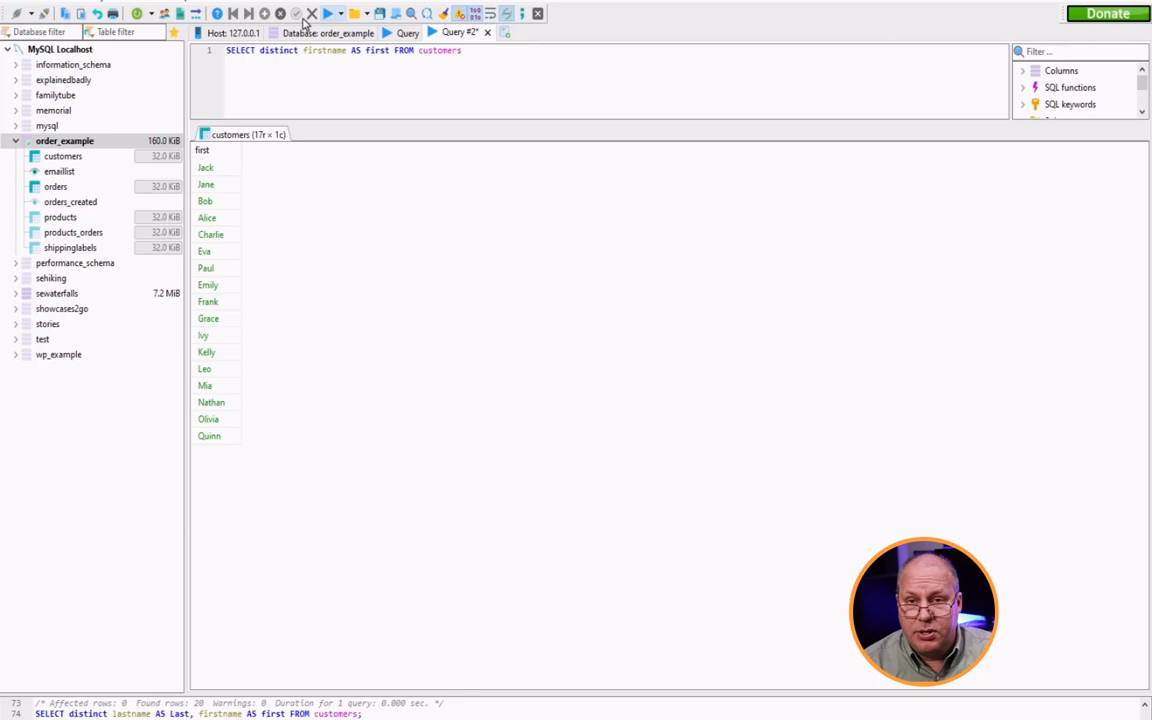 Donate
Database filter
Table filter
Host: 127.0.0.1
Database: order_example
Query
Query #2*
MySQL Localhost
information_schema
explainedbadly
familytube
memorial
mysql
order_example 160.0 KiB
customers 32.0 KiB
emaillist
orders 32.0 KiB
orders_created
products 32.0 KiB
products_orders 32.0 KiB
shippinglabels 32.0 KiB
performance_schema
sehiking
sewaterfalls 7.2 MiB
showcases2go
stories
test
wp_example
1 SELECT distinct firstname AS first FROM customers
Filter ...
Columns
SQL functions
SQL keywords
customers (17r × 1c)
first
Jack
Jane
Bob
Alice
Charlie
Eva
Paul
Emily
Frank
Grace
Ivy
Kelly
Leo
Mia
Nathan
Olivia
Quinn
73 /* Affected rows: 0 Found rows: 20 Warnings: 0 Duration for 1 query: 0.000 sec. */
74 SELECT distinct lastname AS Last, firstname AS first FROM customers;